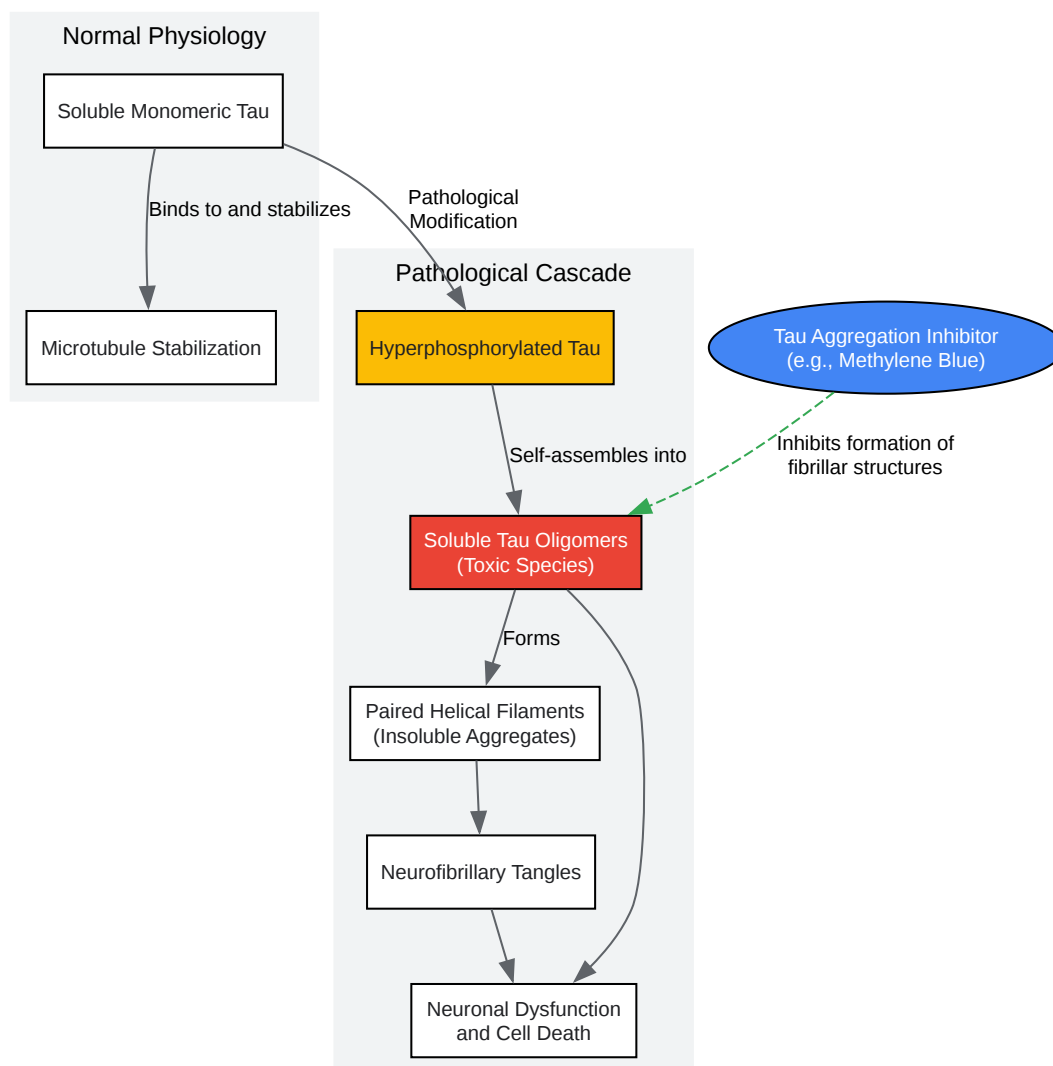 Normal Physiology
Soluble Monomeric Tau
Binds to and stabilizes
Pathological
Modification
Microtubule Stabilization
Pathological Cascade
Hyperphosphorylated Tau
Tau Aggregation Inhibitor
(e.g., Methylene Blue)
Self-assembles into
Inhibits formation of
fibrillar structures
Soluble Tau Oligomers
(Toxic Species)
Forms
Paired Helical Filaments
(Insoluble Aggregates)
Neurofibrillary Tangles
Neuronal Dysfunction
and Cell Death